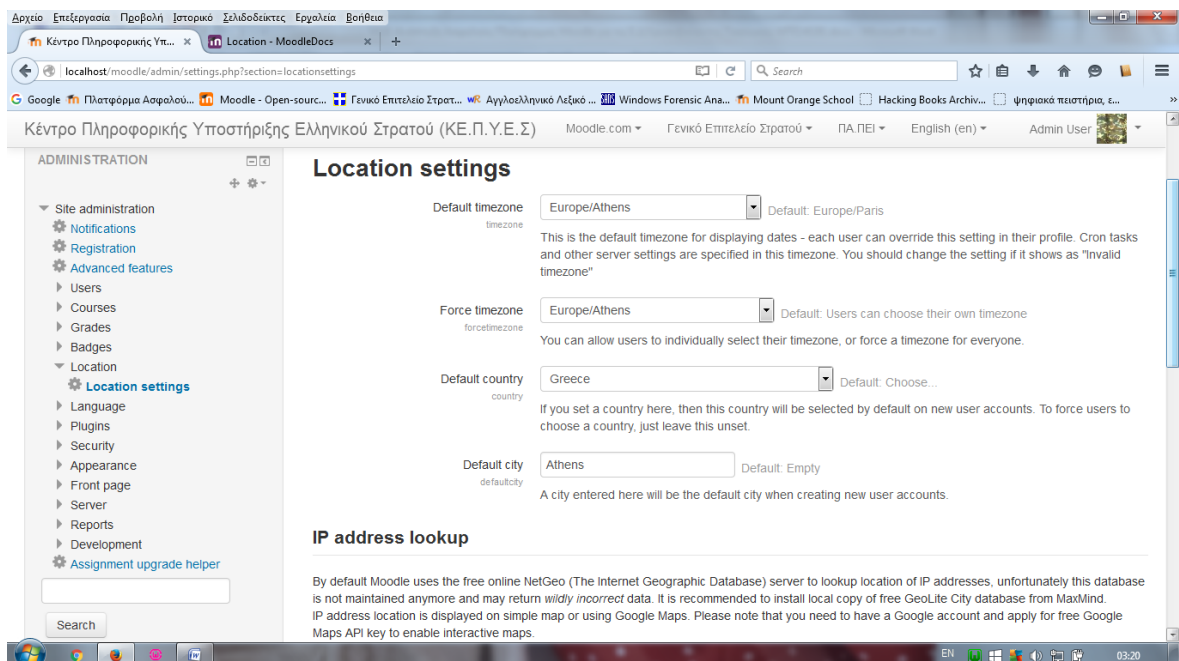 Αρχείο Επεξεργασία Προβολή Ιστορικό Σελιδοδείκτες Εργαλεία Βοήθεια
Κέντρο Πληροφορικής Υπ... × Location - MoodleDocs × +
localhost/moodle/admin/settings.php?section=locationsettings Search
Google Πλατφόρμα Ασφαλού... Moodle - Open-sourc... Γενικό Επιτελείο Στρατ... Αγγλοελληνικό Λεξικό ... Windows Forensic Ana... Mount Orange School Hacking Books Archiv... ψηφιακά πειστήρια, ε... »
Κέντρο Πληροφορικής Υποστήριξης Ελληνικού Στρατού (ΚΕ.Π.Υ.Ε.Σ) Moodle.com Γενικό Επιτελείο Στρατού ΠΑ.ΠΕΙ English (en) Admin User
ADMINISTRATION
Site administration
Notifications
Registration
Advanced features
Users
Courses
Grades
Badges
Location
Location settings
Language
Plugins
Security
Appearance
Front page
Server
Reports
Development
Assignment upgrade helper
Search
Location settings
Default timezone Europe/Athens Default: Europe/Paris
timezone
This is the default timezone for displaying dates - each user can override this setting in their profile. Cron tasks
and other server settings are specified in this timezone. You should change the setting if it shows as "Invalid
timezone"
Force timezone Europe/Athens Default: Users can choose their own timezone
forcetimezone
You can allow users to individually select their timezone, or force a timezone for everyone.
Default country Greece Default: Choose...
country
If you set a country here, then this country will be selected by default on new user accounts. To force users to
choose a country, just leave this unset.
Default city Athens Default: Empty
defaultcity
A city entered here will be the default city when creating new user accounts.
IP address lookup
By default Moodle uses the free online NetGeo (The Internet Geographic Database) server to lookup location of IP addresses, unfortunately this database
is not maintained anymore and may return wildly incorrect data. It is recommended to install local copy of free GeoLite City database from MaxMind.
IP address location is displayed on simple map or using Google Maps. Please note that you need to have a Google account and apply for free Google
Maps API key to enable interactive maps.
EN 03:20